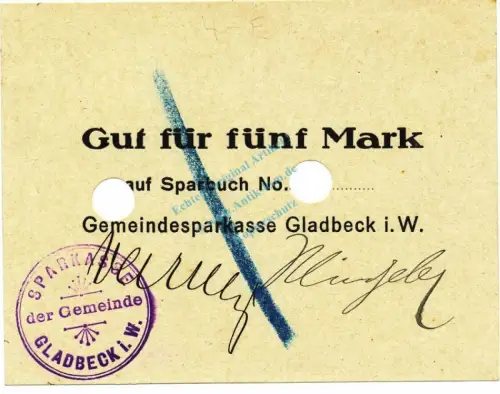 Gut für fünf Mark
auf Sparbuch No. ..............
Gemeindesparkasse Gladbeck i. W.
SPARKASSE
der Gemeinde
GLADBECK i. W.